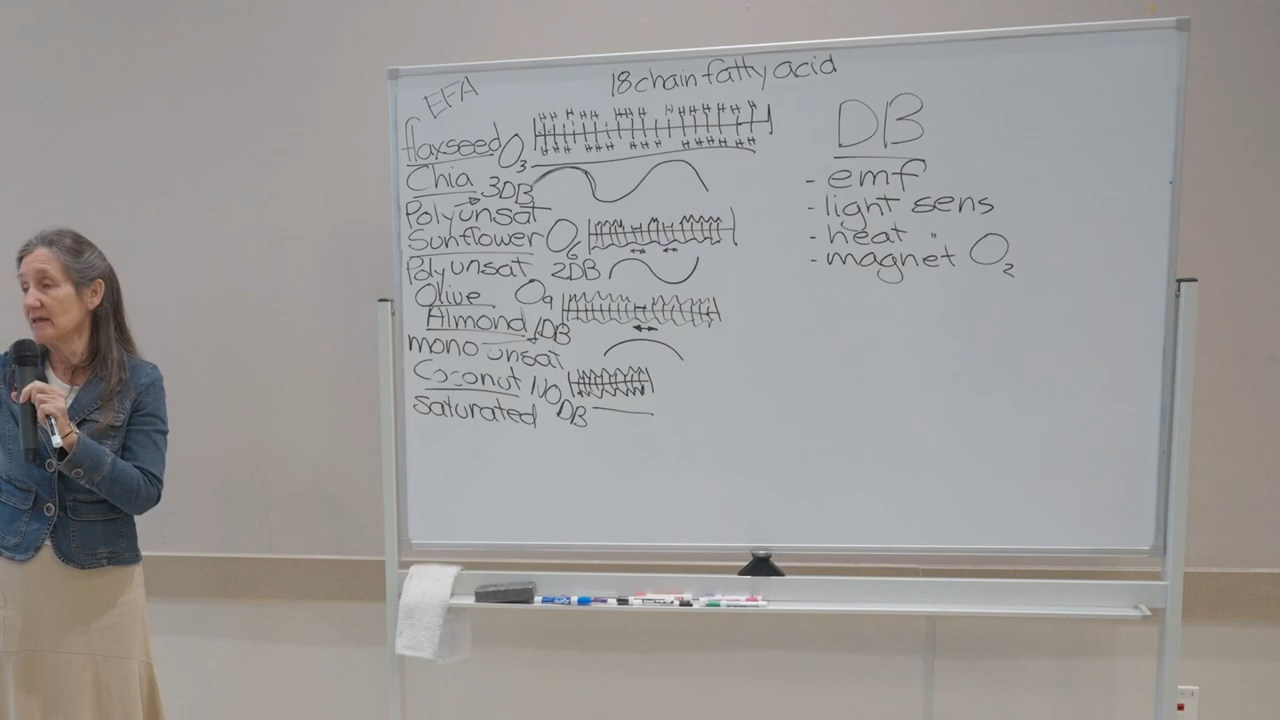 18 chain fatty acid
EFA
flaxseed O3
Chia 3DB
Polyunsat
Sunflower O6
Polyunsat 2DB
Olive O9
Almond 1DB
mono unsat
Coconut NO
saturated DB
DB
- emf
- light sens
- heat "
- magnet O2